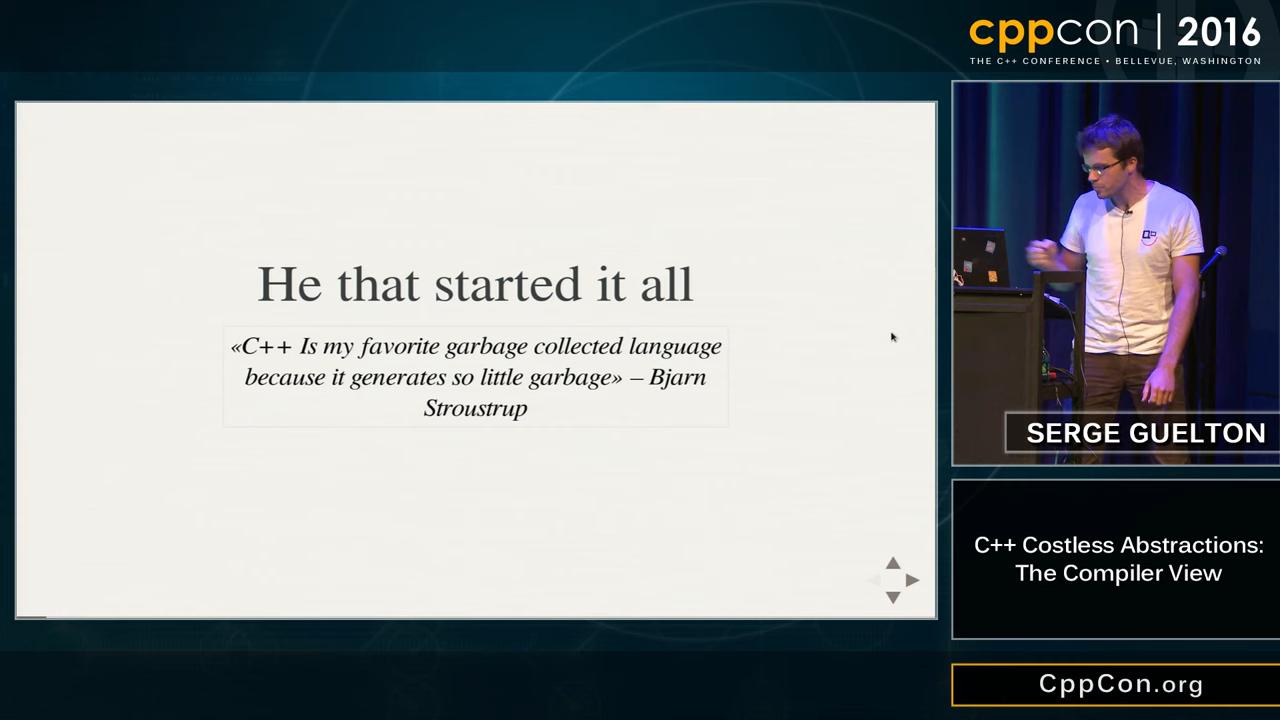 cppcon | 2016
THE C++ CONFERENCE • BELLEVUE, WASHINGTON
He that started it all
«C++ Is my favorite garbage collected language
because it generates so little garbage» – Bjarn
Stroustrup
SERGE GUELTON
C++ Costless Abstractions:
The Compiler View
CppCon.org